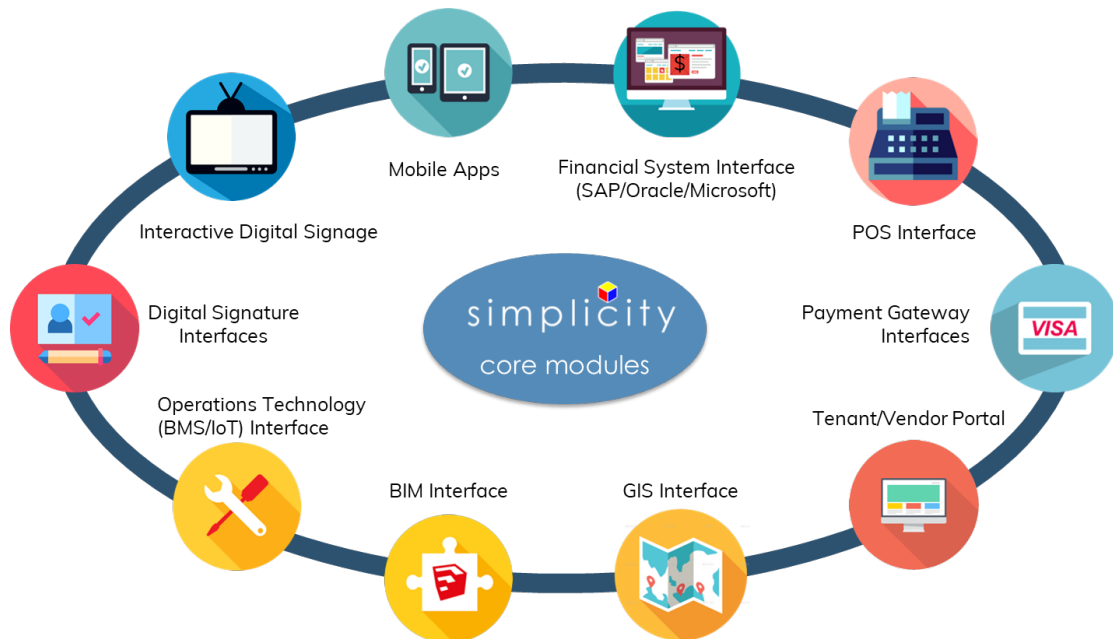 Mobile Apps
Financial System Interface
(SAP/Oracle/Microsoft)
$
Interactive Digital Signage
POS Interface
simplicity
core modules
Digital Signature
Interfaces
Payment Gateway
Interfaces
VISA
Operations Technology
(BMS/IoT) Interface
Tenant/Vendor Portal
BIM Interface
GIS Interface